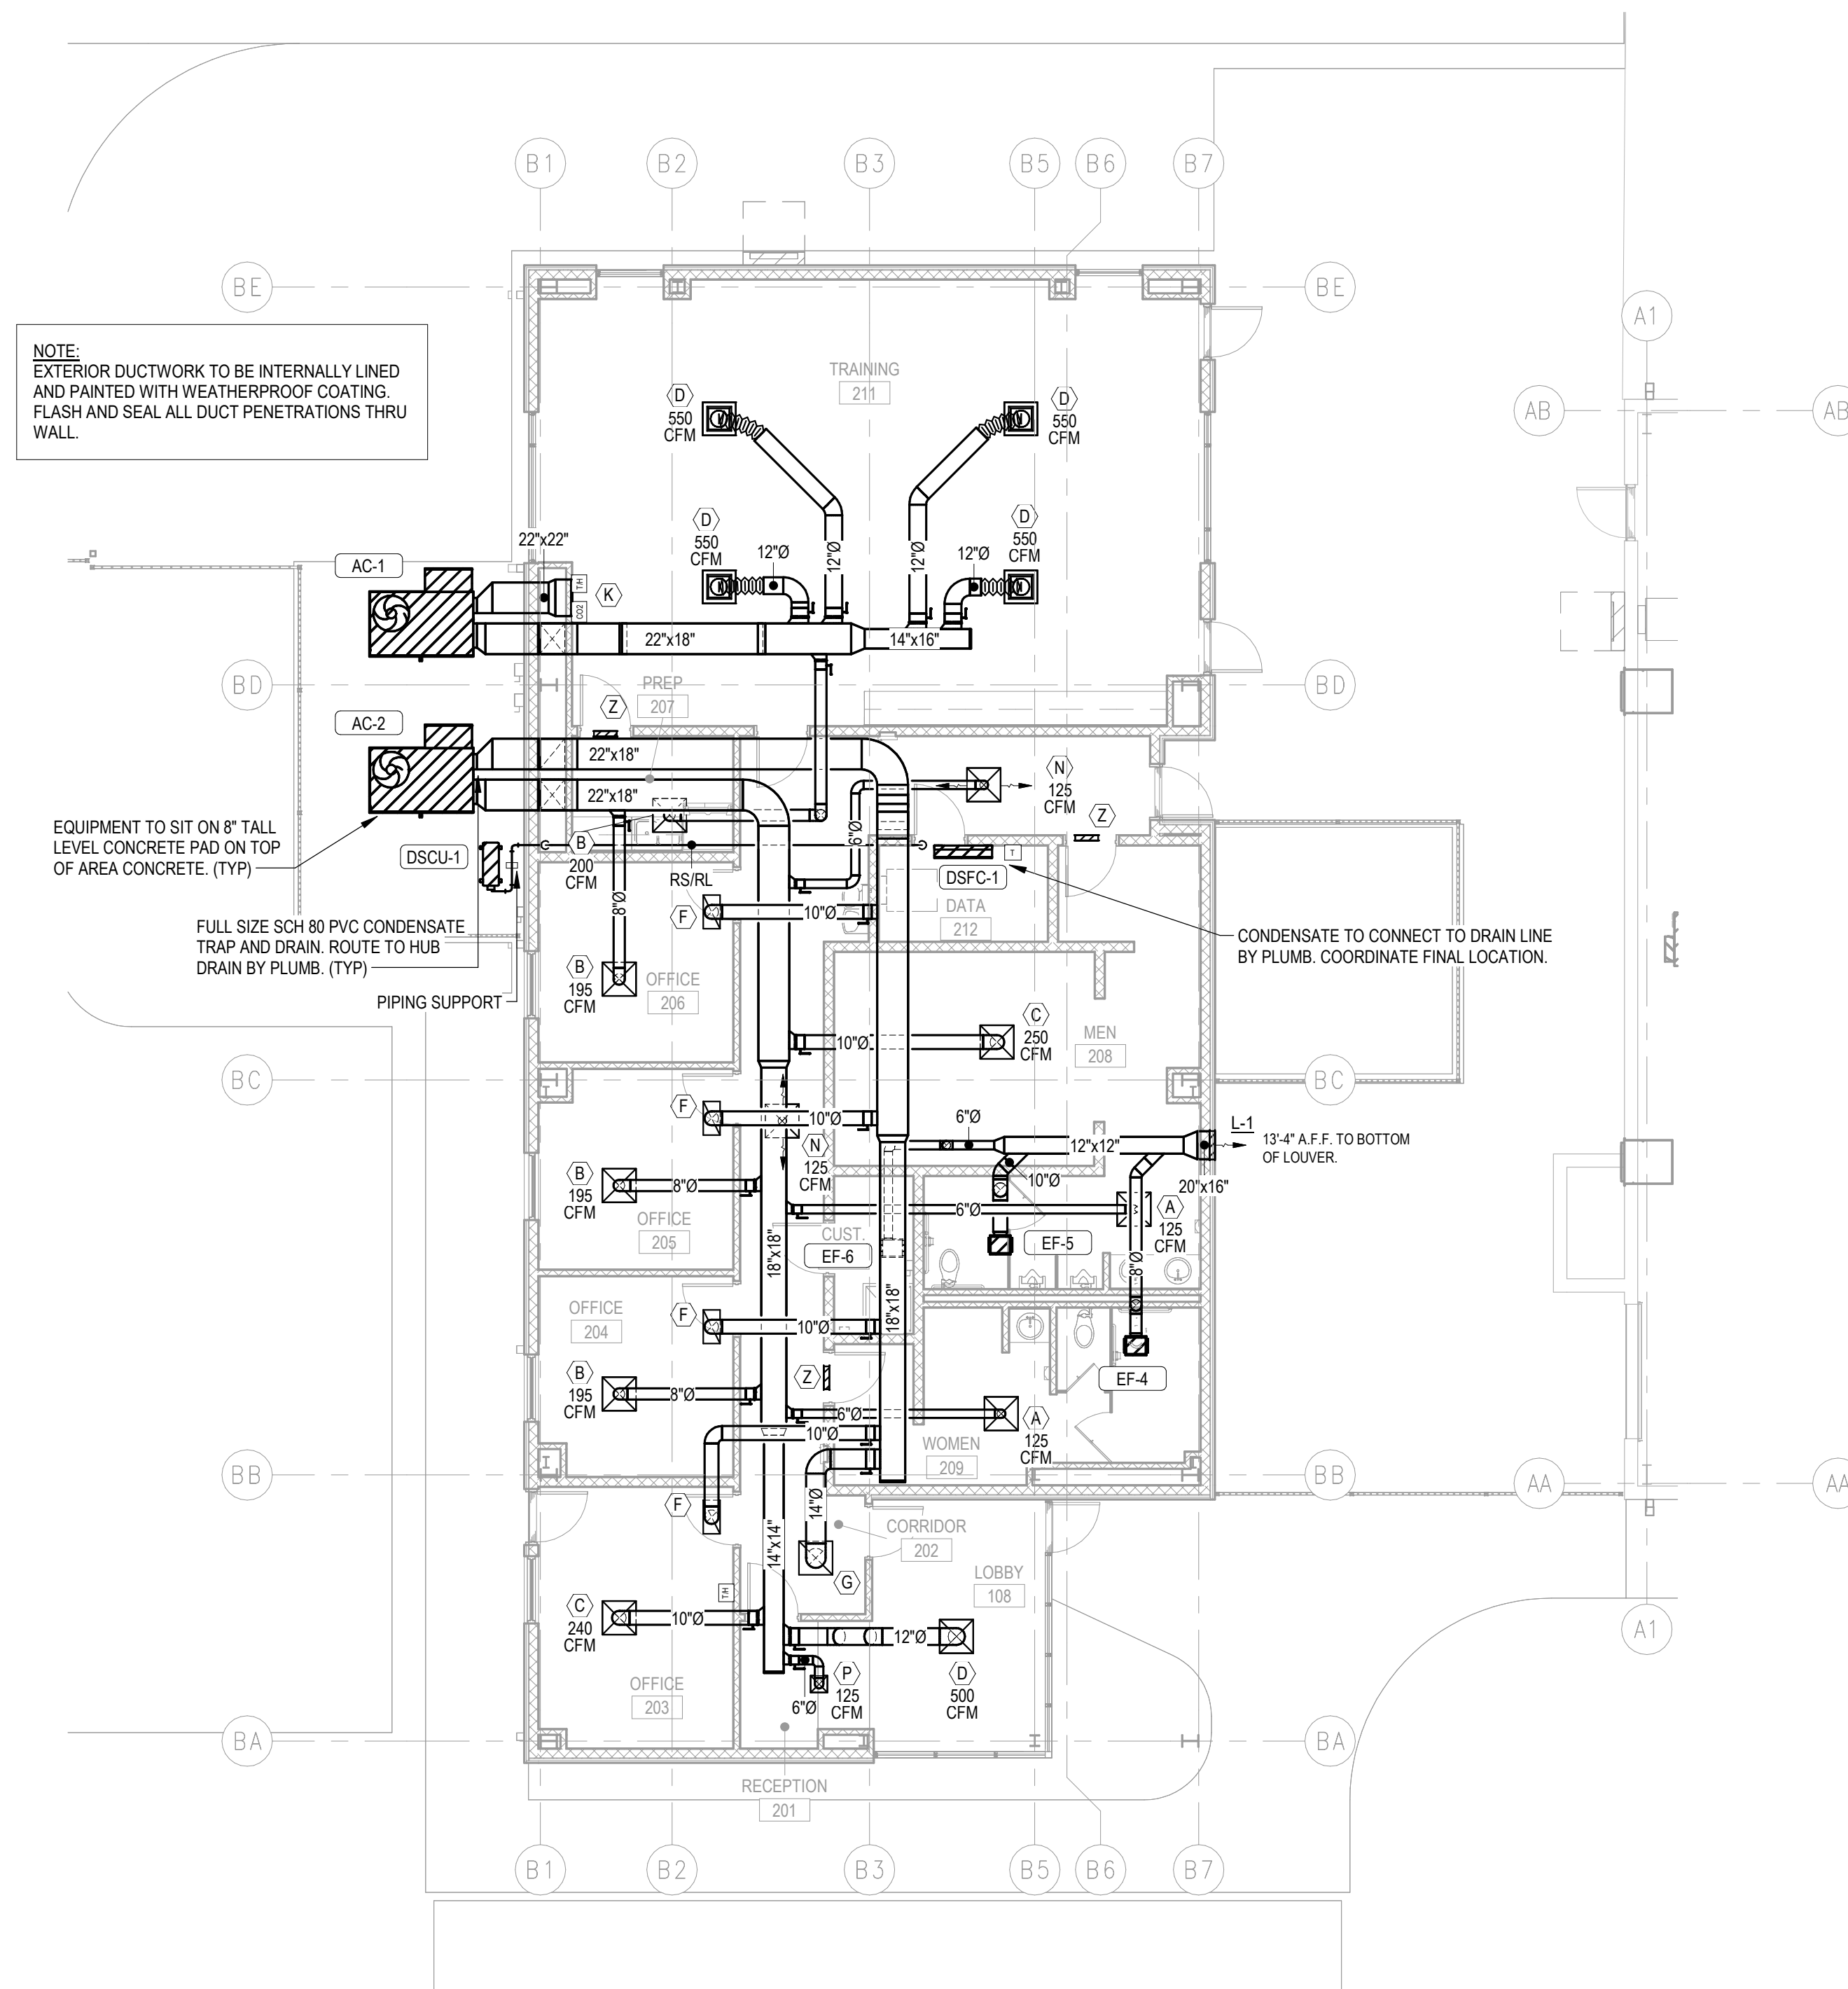 B1
B2
B3
B5
B6
B7
BE
BE
A1
NOTE:
EXTERIOR DUCTWORK TO BE INTERNALLY LINED
AND PAINTED WITH WEATHERPROOF COATING.
FLASH AND SEAL ALL DUCT PENETRATIONS THRU
WALL.
TRAINING
211
D
550
CFM
D
550
CFM
AB
AB
D
550
CFM
D
550
CFM
12"Ø
12"Ø
12"Ø
12"Ø
22"x22"
AC-1
T/H
CO2
K
22"x18"
14"x16"
BD
BD
PREP
207
Z
AC-2
22"x18"
22"x18"
N
125
CFM
Z
6"Ø
EQUIPMENT TO SIT ON 8" TALL
LEVEL CONCRETE PAD ON TOP
OF AREA CONCRETE. (TYP)
DSCU-1
B
200
CFM
RS/RL
T
DSFC-1
DATA
212
8"Ø
F
10"Ø
FULL SIZE SCH 80 PVC CONDENSATE
TRAP AND DRAIN. ROUTE TO HUB
DRAIN BY PLUMB. (TYP)
CONDENSATE TO CONNECT TO DRAIN LINE
BY PLUMB. COORDINATE FINAL LOCATION.
PIPING SUPPORT
B
195
CFM
OFFICE
206
C
250
CFM
10"Ø
MEN
208
BC
BC
F
10"Ø
N
125
CFM
6"Ø
12"x12"
L-1
13'-4" A.F.F. TO BOTTOM
OF LOUVER.
20"x16"
10"Ø
B
195
CFM
8"Ø
6"Ø
A
125
CFM
OFFICE
205
CUST.
EF-6
EF-5
8"Ø
18"x18"
18"x18"
OFFICE
204
F
10"Ø
B
195
CFM
8"Ø
Z
EF-4
6"Ø
10"Ø
A
125
CFM
WOMEN
209
BB
BB
AA
AA
F
14"Ø
14"x14"
CORRIDOR
202
LOBBY
108
G
T/H
C
240
CFM
10"Ø
12"Ø
A1
P
125
CFM
D
500
CFM
6"Ø
OFFICE
203
BA
BA
RECEPTION
201
B1
B2
B3
B5
B6
B7